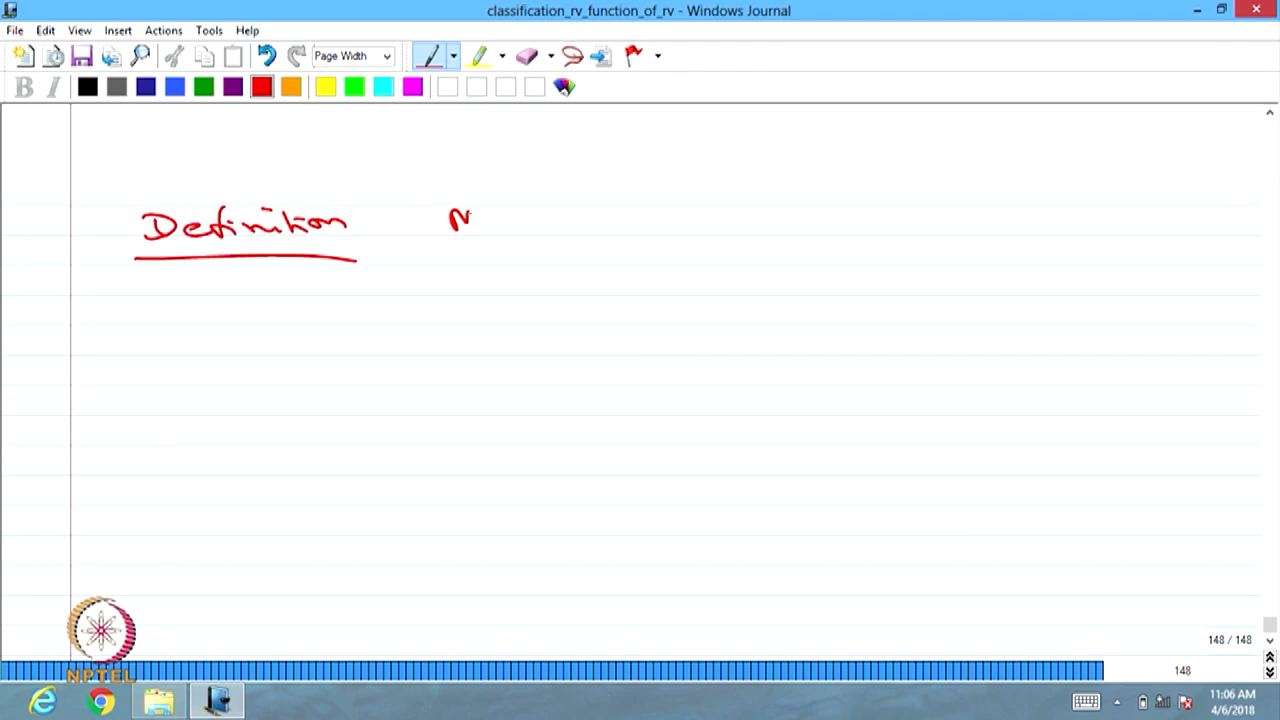 classification_rv_function_of_rv - Windows Journal
File Edit View Insert Actions Tools Help
Page Width
B I
Definition
148 / 148
148
NPTEL
11:06 AM
4/6/2018